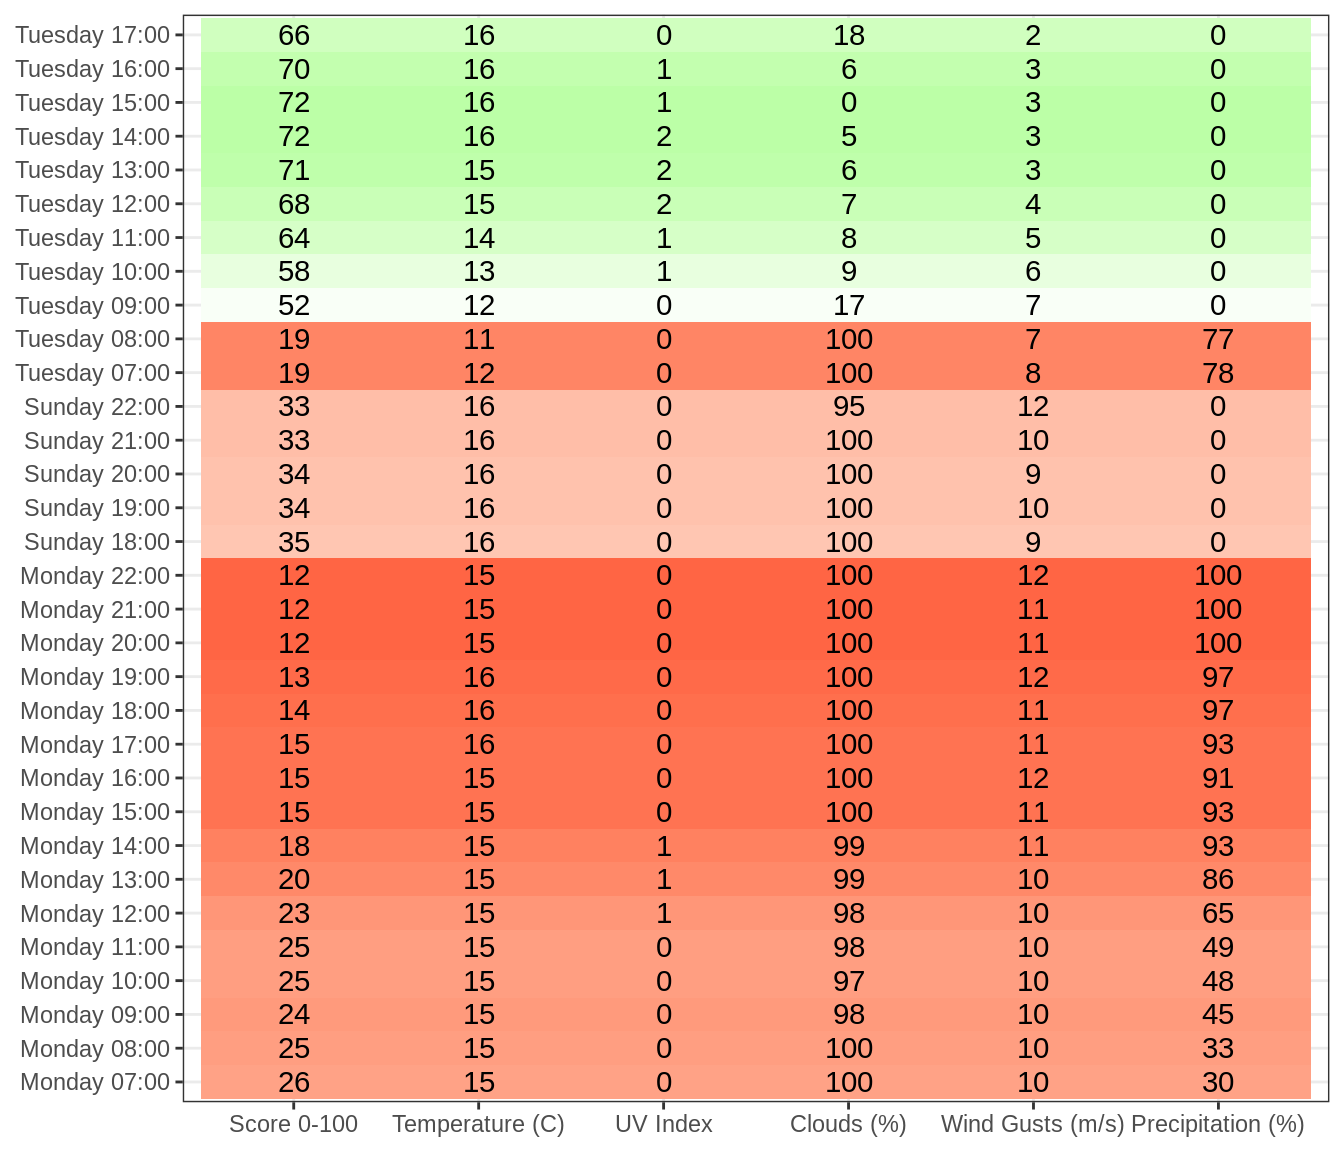 Tuesday 17:00 66 16 0 18 2 0
Tuesday 16:00 70 16 1 6 3 0
Tuesday 15:00 72 16 1 0 3 0
Tuesday 14:00 72 16 2 5 3 0
Tuesday 13:00 71 15 2 6 3 0
Tuesday 12:00 68 15 2 7 4 0
Tuesday 11:00 64 14 1 8 5 0
Tuesday 10:00 58 13 1 9 6 0
Tuesday 09:00 52 12 0 17 7 0
Tuesday 08:00 19 11 0 100 7 77
Tuesday 07:00 19 12 0 100 8 78
Sunday 22:00 33 16 0 95 12 0
Sunday 21:00 33 16 0 100 10 0
Sunday 20:00 34 16 0 100 9 0
Sunday 19:00 34 16 0 100 10 0
Sunday 18:00 35 16 0 100 9 0
Monday 22:00 12 15 0 100 12 100
Monday 21:00 12 15 0 100 11 100
Monday 20:00 12 15 0 100 11 100
Monday 19:00 13 16 0 100 12 97
Monday 18:00 14 16 0 100 11 97
Monday 17:00 15 16 0 100 11 93
Monday 16:00 15 15 0 100 12 91
Monday 15:00 15 15 0 100 11 93
Monday 14:00 18 15 1 99 11 93
Monday 13:00 20 15 1 99 10 86
Monday 12:00 23 15 1 98 10 65
Monday 11:00 25 15 0 98 10 49
Monday 10:00 25 15 0 97 10 48
Monday 09:00 24 15 0 98 10 45
Monday 08:00 25 15 0 100 10 33
Monday 07:00 26 15 0 100 10 30
Score 0-100 Temperature (C) UV Index Clouds (%) Wind Gusts (m/s) Precipitation (%)